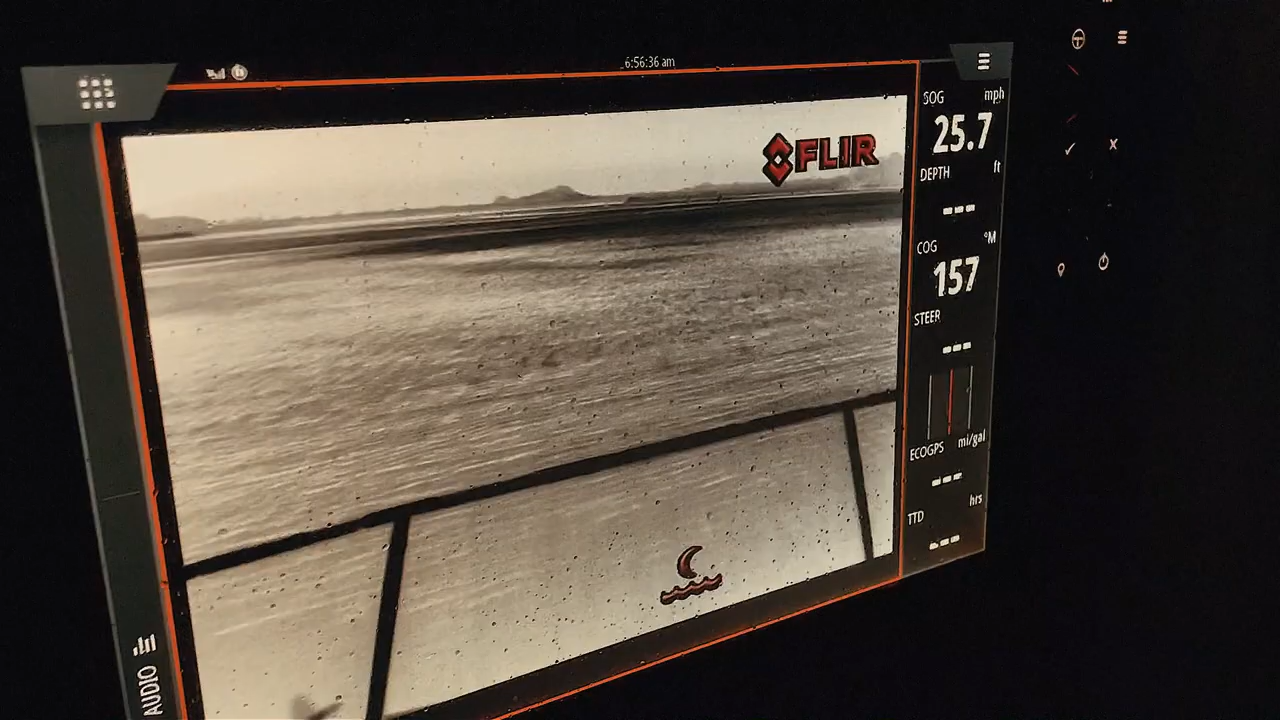 6:56:36 am
FLIR
SOG mph
25.7
DEPTH ft
---
COG °M
157
STEER
---
ECOGPS mi/gal
---
TTD hrs
---
AUDIO